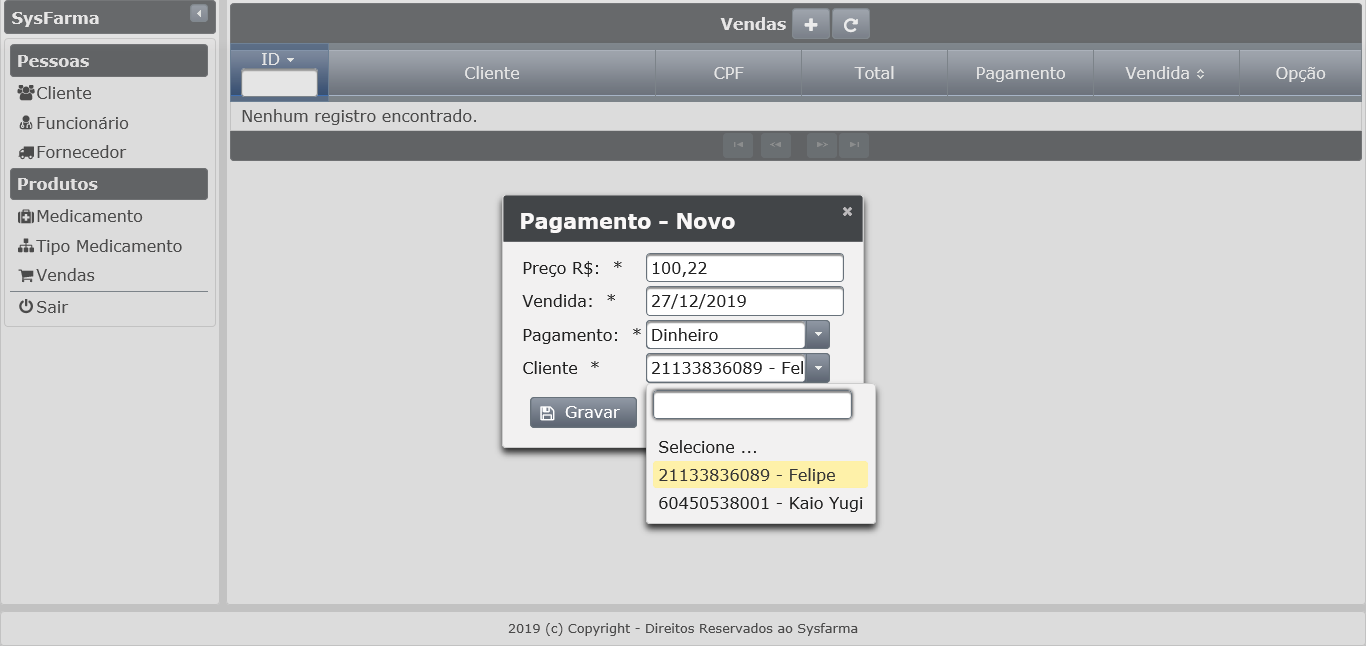 SysFarma
Pessoas
Cliente
Funcionário
Fornecedor
Produtos
Medicamento
Tipo Medicamento
Vendas
Sair
Vendas
ID Cliente CPF Total Pagamento Vendida Opção
Nenhum registro encontrado.
Pagamento - Novo
Preço R$: * 100,22
Vendida: * 27/12/2019
Pagamento: * Dinheiro
Cliente * 21133836089 - Fel
Gravar
Selecione ...
21133836089 - Felipe
60450538001 - Kaio Yugi
2019 (c) Copyright - Direitos Reservados ao Sysfarma